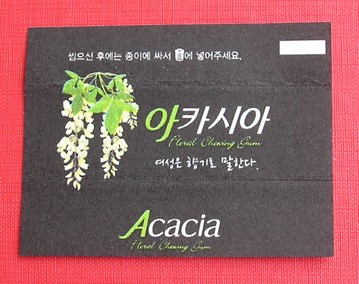 씹으신 후에는 종이에 싸서 에 넣어주세요.
아카시아
Floral Chewing Gum
여성은 향기로 말한다.
Acacia
Floral Chewing Gum